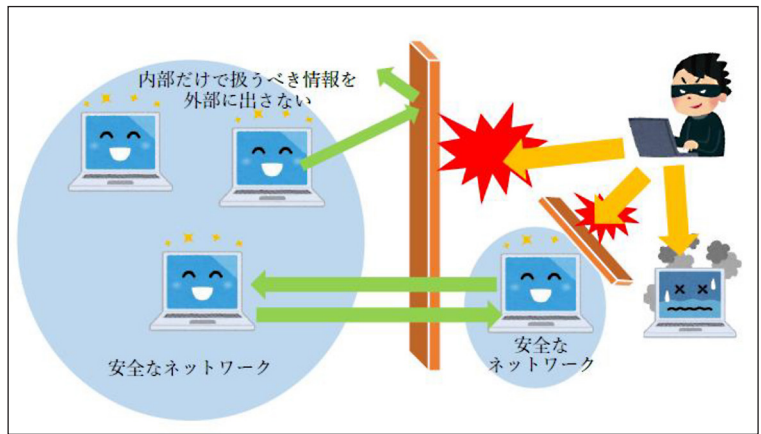 内部だけで扱うべき情報を
外部に出さない
安全なネットワーク
安全な
ネットワーク